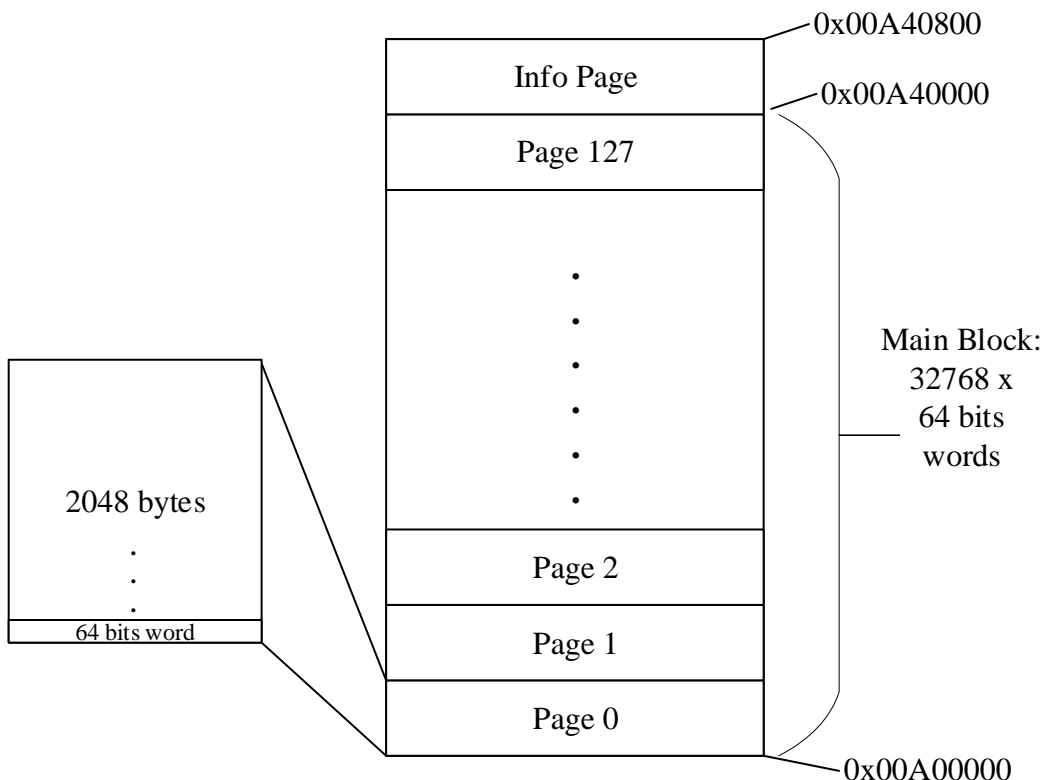 0x00A40800
Info Page
0x00A40000
Page 127
Main Block:
32768 x
64 bits
words
2048 bytes
Page 2
64 bits word
Page 1
Page 0
0x00A00000